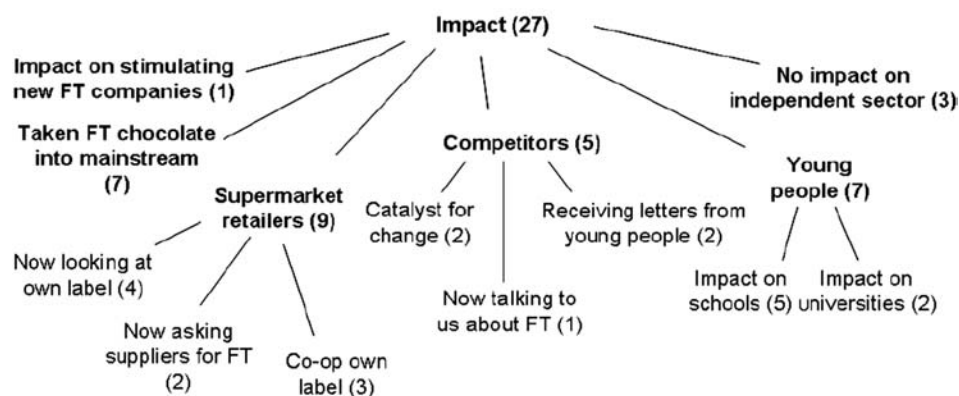 Impact (27)
Impact on stimulating
new FT companies (1)
No impact on
independent sector (3)
Taken FT chocolate
into mainstream
(7)
Competitors (5)
Young
people (7)
Supermarket
retailers (9)
Catalyst for
change (2)
Receiving letters from
young people (2)
Now looking at
own label (4)
Now asking
suppliers for FT
(2)
Co-op own
label (3)
Now talking to
us about FT (1)
Impact on
schools (5)
Impact on
universities (2)